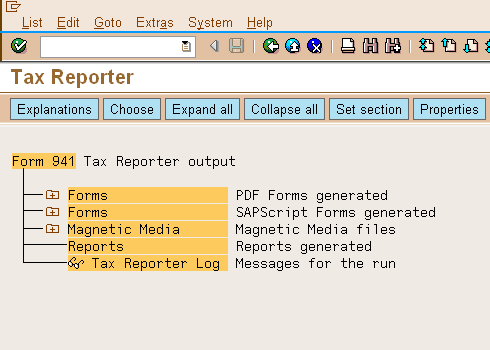 List Edit Goto Extras System Help
Tax Reporter
Explanations Choose Expand all Collapse all Set section Properties
Form 941 Tax Reporter output
Forms PDF Forms generated
Forms SAPScript Forms generated
Magnetic Media Magnetic Media files
Reports Reports generated
Tax Reporter Log Messages for the run